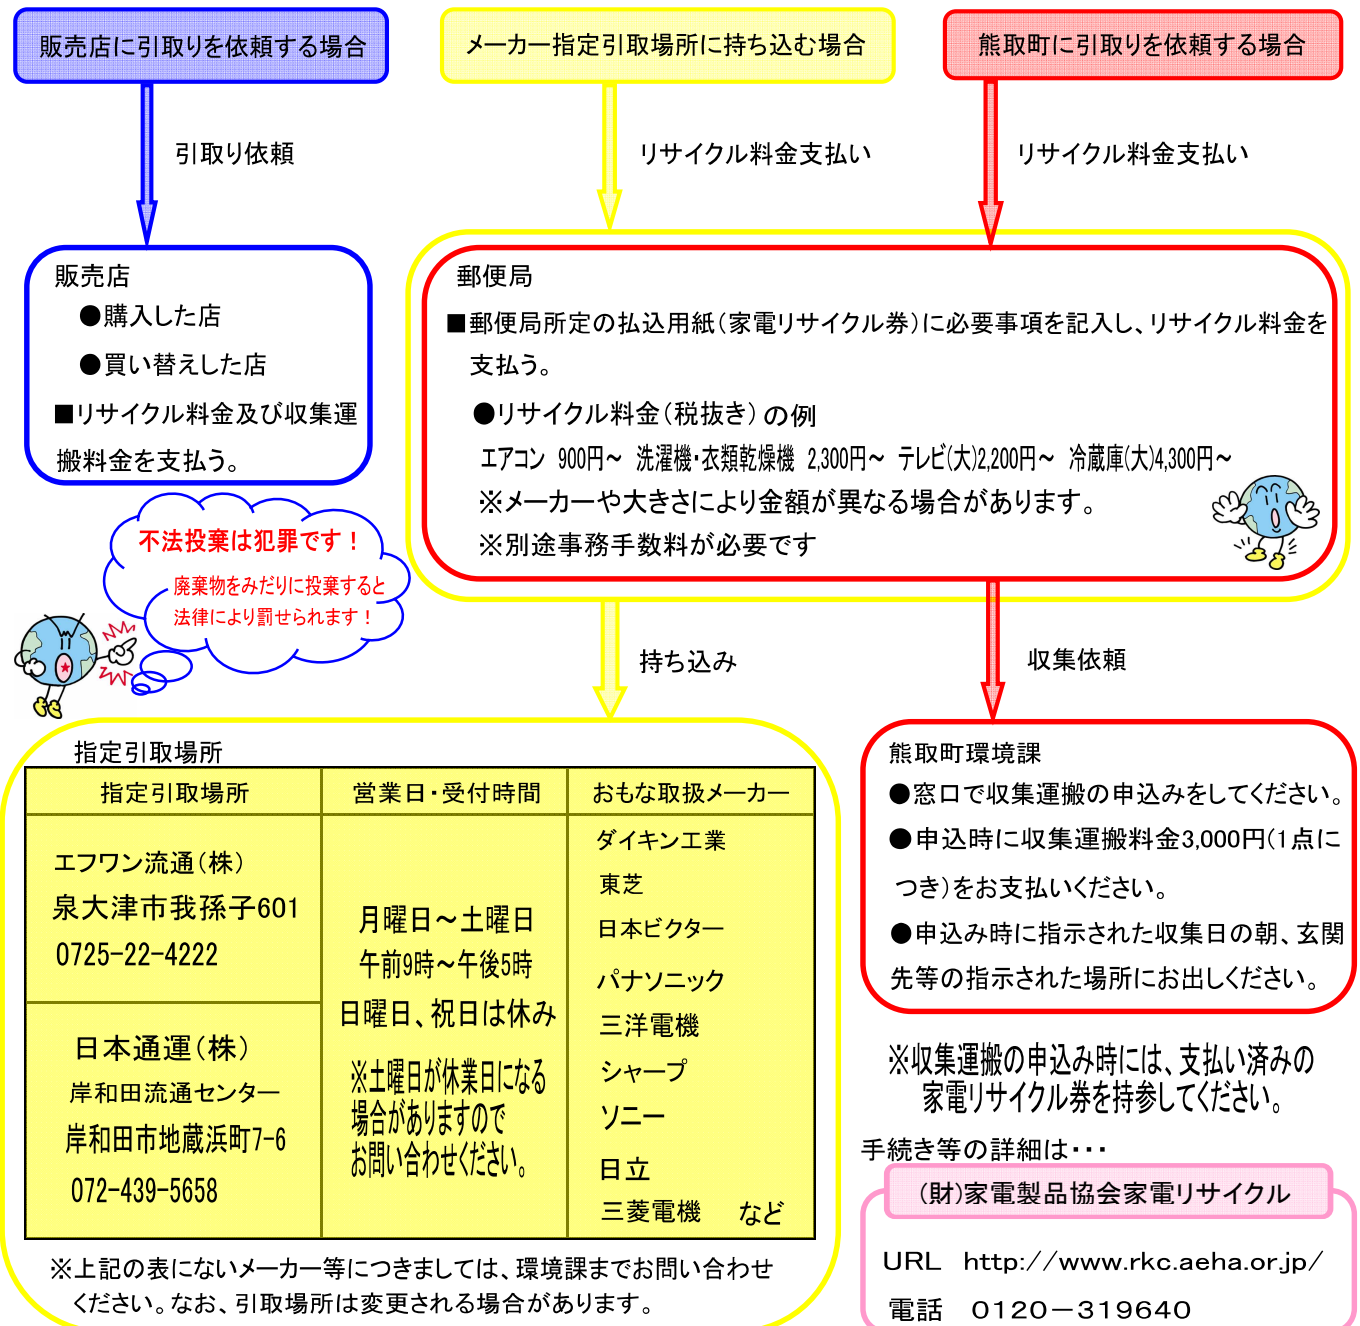 販売店に引取りを依頼する場合
メーカー指定引取場所に持ち込む場合
熊取町に引取りを依頼する場合
引取り依頼
リサイクル料金支払い
リサイクル料金支払い
販売店
●購入した店
●買い替えした店
■リサイクル料金及び収集運
搬料金を支払う。
郵便局
■郵便局所定の払込用紙(家電リサイクル券)に必要事項を記入し、リサイクル料金を
支払う。
●リサイクル料金(税抜き)の例
エアコン 900円～ 洗濯機・衣類乾燥機 2,300円～ テレビ(大)2,200円～ 冷蔵庫(大)4,300円～
※メーカーや大きさにより金額が異なる場合があります。
※別途事務手数料が必要です
不法投棄は犯罪です!
廃棄物をみだりに投棄すると
法律により罰せられます!
持ち込み
収集依頼
指定引取場所
指定引取場所
営業日・受付時間
おもな取扱メーカー
エフワン流通(株)
泉大津市我孫子601
0725-22-4222
日本通運(株)
岸和田流通センター
岸和田市地蔵浜町7-6
072-439-5658
月曜日～土曜日
午前9時～午後5時
日曜日、祝日は休み
※土曜日が休業日になる
場合がありますので
お問い合わせください。
ダイキン工業
東芝
日本ビクター
パナソニック
三洋電機
シャープ
ソニー
日立
三菱電機 など
※上記の表にないメーカー等につきましては、環境課までお問い合わせ
ください。なお、引取場所は変更される場合があります。
熊取町環境課
●窓口で収集運搬の申込みをしてください。
●申込時に収集運搬料金3,000円(1点に
つき)をお支払いください。
●申込み時に指示された収集日の朝、玄関
先等の指示された場所にお出しください。
※収集運搬の申込み時には、支払い済みの
家電リサイクル券を持参してください。
手続き等の詳細は・・・
(財)家電製品協会家電リサイクル
URL http://www.rkc.aeha.or.jp/
電話 0120－319640